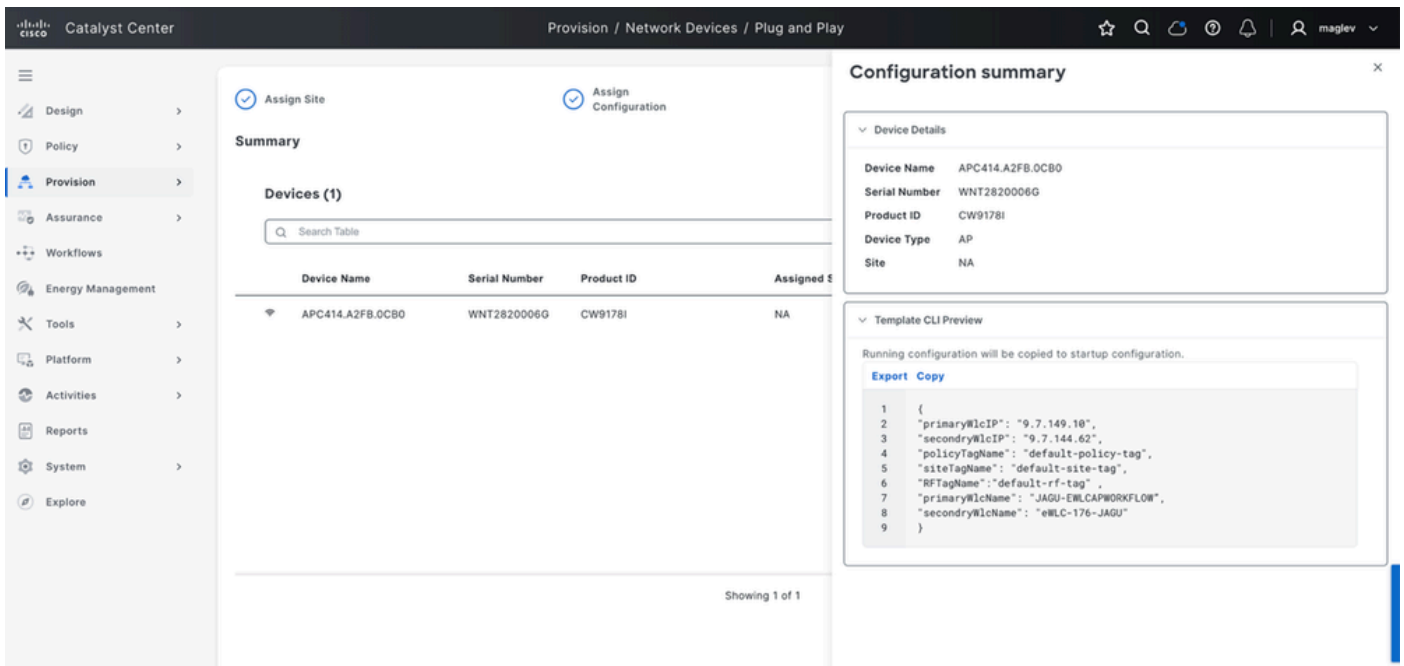 cisco Catalyst Center Provision / Network Devices / Plug and Play maglev
Design
Policy
Provision
Assurance
Workflows
Energy Management
Tools
Platform
Activities
Reports
System
Explore
Assign Site
Assign
Configuration
Summary
Devices (1)
Search Table
Device Name Serial Number Product ID Assigned S
APC414.A2FB.0CB0 WNT2820006G CW9178I NA
Showing 1 of 1
Configuration summary
Device Details
Device Name APC414.A2FB.0CB0
Serial Number WNT2820006G
Product ID CW9178I
Device Type AP
Site NA
Template CLI Preview
Running configuration will be copied to startup configuration.
Export Copy
1 {
2 "primaryWlcIP": "9.7.149.10",
3 "secondryWlcIP": "9.7.144.62",
4 "policyTagName": "default-policy-tag",
5 "siteTagName": "default-site-tag",
6 "RFTagName":"default-rf-tag" ,
7 "primaryWlcName": "JAGU-EWLCAPWORKFLOW",
8 "secondryWlcName": "eWLC-176-JAGU"
9 }